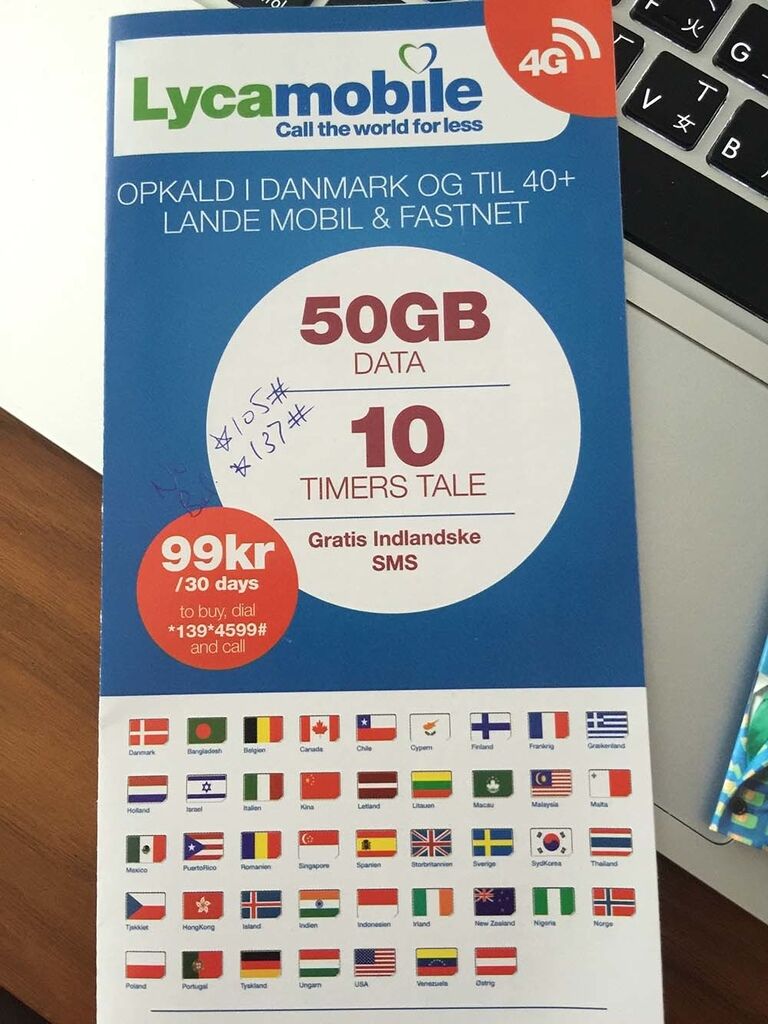 4G
Lycamobile
Call the world for less
OPKALD I DANMARK OG TIL 40+
LANDE MOBIL & FASTNET
50GB
DATA
*105#
*137#
10
TIMERS TALE
Gratis Indlandske
SMS
99kr
/30 days
to buy, dial
*139*4599#
and call
Danmark Bangladesh Belgien Canada Chile Cypern Finland Frankrig Grækenland
Holland Israel Italien Kina Letland Litauen Macau Malaysia Malta
Mexico PuertoRico Romanien Singapore Spanien Storbritannien Sverige SydKorea Thailand
Tjekkiet HongKong Island Indien Indonesien Irland New Zealand Nigeria Norge
Poland Portugal Tyskland Ungarn USA Venezuela Østrig
火
G
T
V 女
B